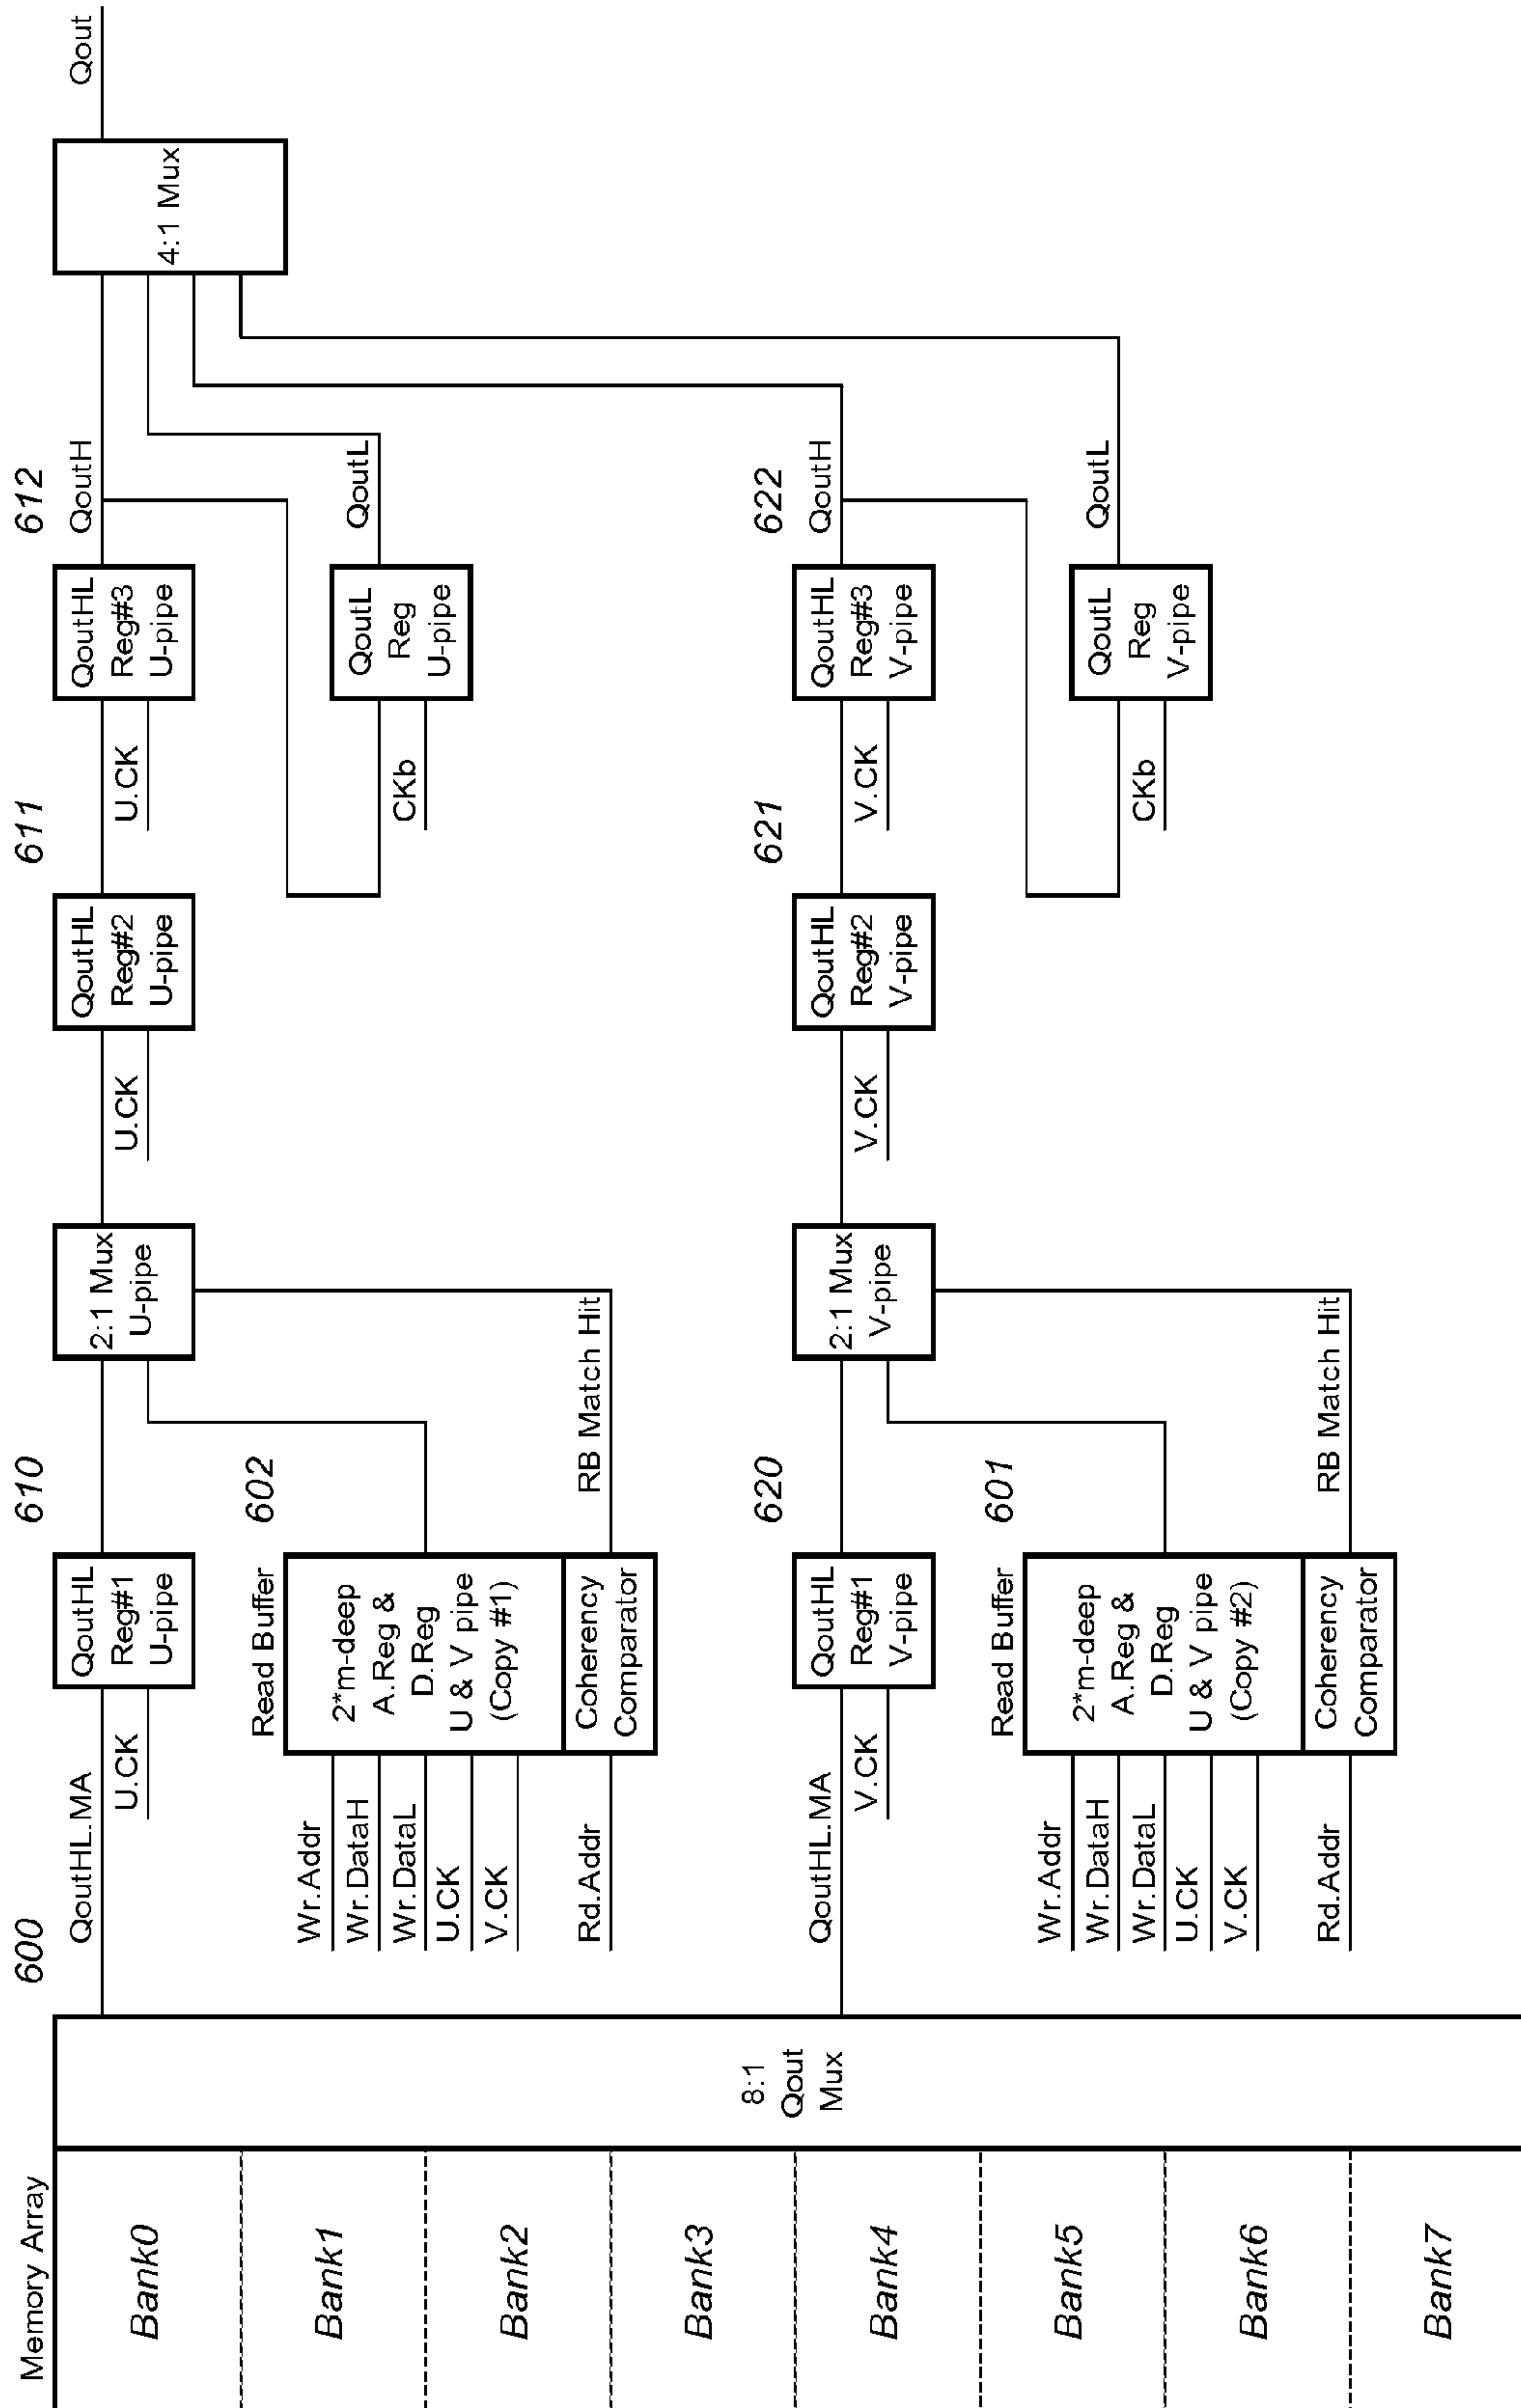 Memory Array
Bank0
Bank1
Bank2
Bank3
Bank4
Bank5
Bank6
Bank7
8:1
Qout
Mux
600
QoutHL.MA
U.CK
610
QoutHL
Reg#1
U-pipe
2:1 Mux
U-pipe
U.CK
611
QoutHL
Reg#2
U-pipe
U.CK
612
QoutHL
Reg#3
U-pipe
QoutH
4:1 Mux
Qout
602
Read Buffer
Wr.Addr
Wr.DataH
Wr.DataL
U.CK
V.CK
Rd.Addr
2*m-deep
A.Reg &
D.Reg
U & V pipe
(Copy #1)
Coherency
Comparator
RB Match Hit
CKb
QoutL
Reg
U-pipe
QoutL
QoutHL.MA
V.CK
620
QoutHL
Reg#1
V-pipe
2:1 Mux
V-pipe
V.CK
621
QoutHL
Reg#2
V-pipe
V.CK
622
QoutHL
Reg#3
V-pipe
QoutH
601
Read Buffer
Wr.Addr
Wr.DataH
Wr.DataL
U.CK
V.CK
Rd.Addr
2*m-deep
A.Reg &
D.Reg
U & V pipe
(Copy #2)
Coherency
Comparator
RB Match Hit
CKb
QoutL
Reg
V-pipe
QoutL